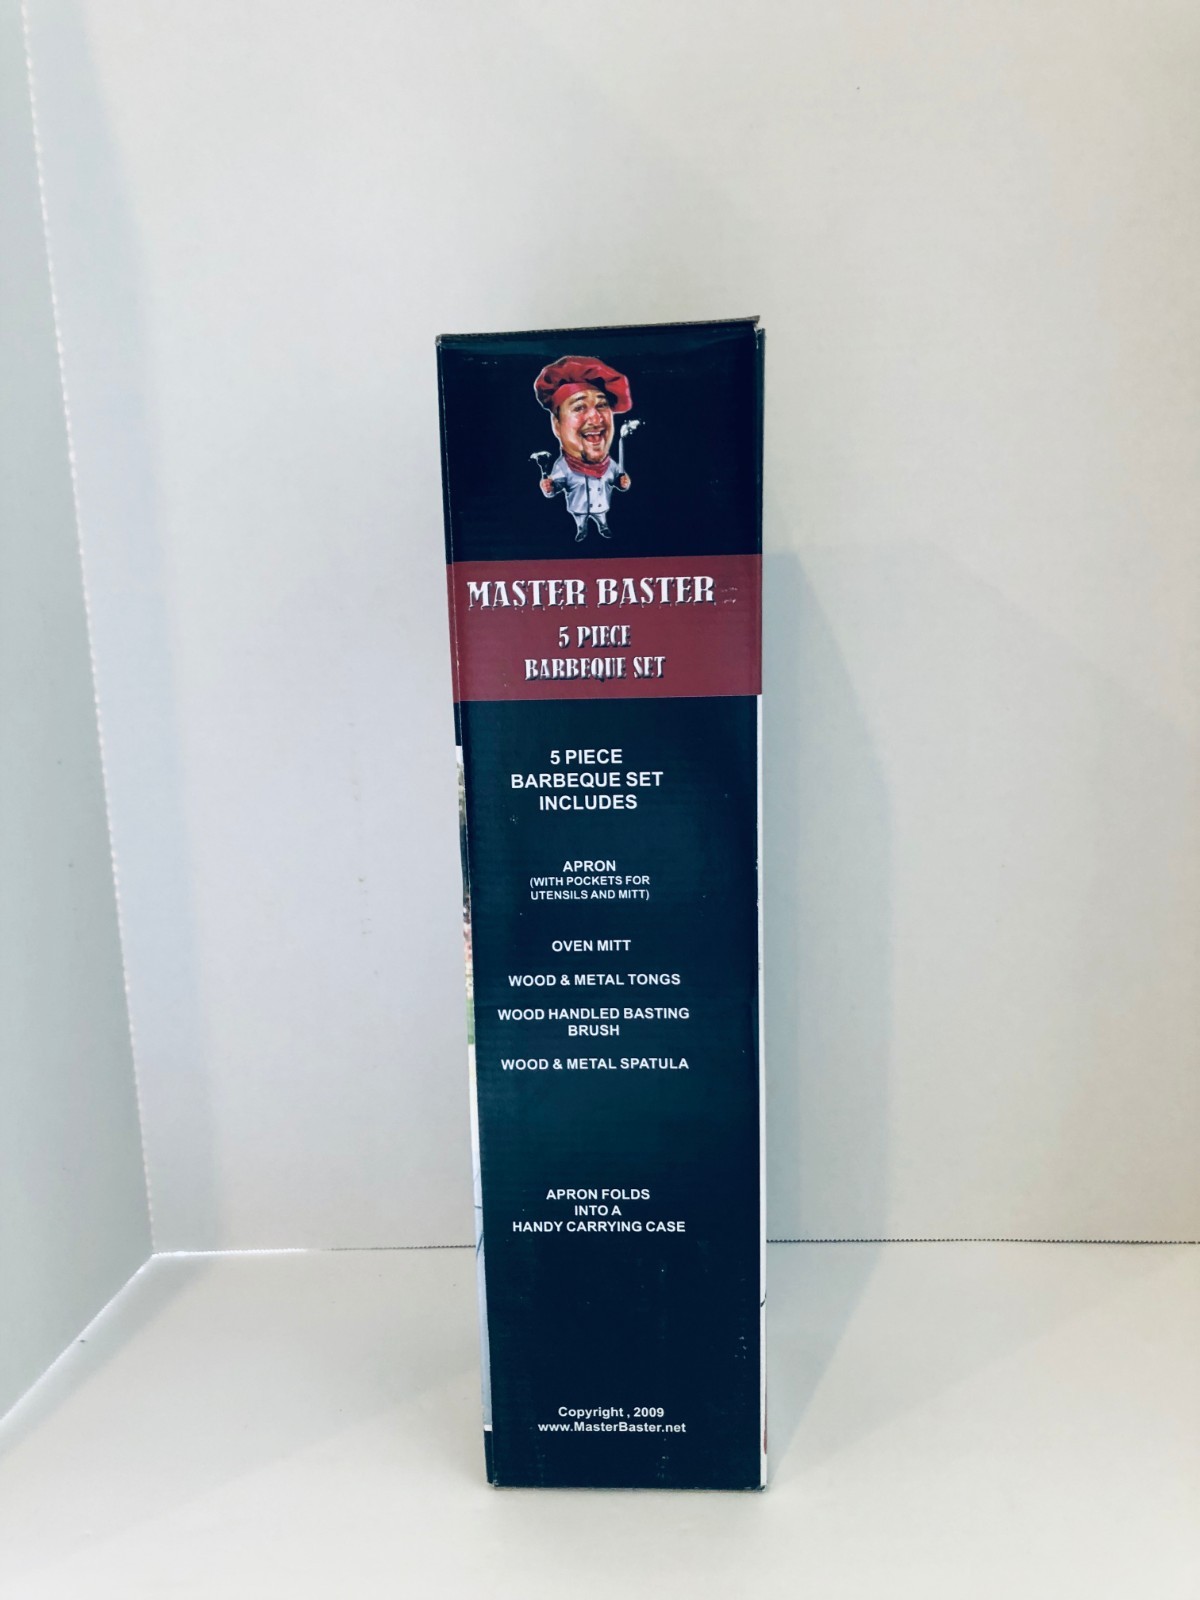 MASTER BASTER
5 PIECE
BARBEQUE SET
5 PIECE
BARBEQUE SET
INCLUDES
APRON
(WITH POCKETS FOR
UTENSILS AND MITT)
OVEN MITT
WOOD & METAL TONGS
WOOD HANDLED BASTING
BRUSH
WOOD & METAL SPATULA
APRON FOLDS
INTO A
HANDY CARRYING CASE
Copyright , 2009
www.MasterBaster.net